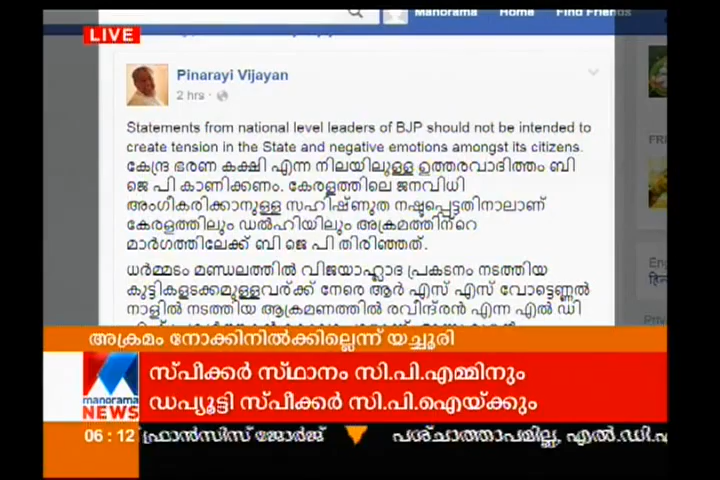 Manorama Home Find Friends
LIVE
Pinarayi Vijayan
2 hrs ·
Statements from national level leaders of BJP should not be intended to
create tension in the State and negative emotions amongst its citizens.
കേന്ദ്ര ഭരണ കക്ഷി എന്ന നിലയിലുള്ള ഉത്തരവാദിത്തം ബി
ജെ പി കാണിക്കണം. കേരളത്തിലെ ജനവിധി
അംഗീകരിക്കാനുള്ള സഹിഷ്ണുത നഷ്ടപ്പെട്ടതിനാലാണ്
കേരളത്തിലും ഡൽഹിയിലും അക്രമത്തിന്റെ
മാർഗത്തിലേക്ക് ബി ജെ പി തിരിഞ്ഞത്.
ധർമ്മടം മണ്ഡലത്തിൽ വിജയാഹ്ലാദ പ്രകടനം നടത്തിയ
കുട്ടികളടക്കമുള്ളവർക്ക് നേരെ ആർ എസ് എസ് വോട്ടെണ്ണൽ
നാളിൽ നടത്തിയ ആക്രമണത്തിൽ രവീന്ദ്രൻ എന്ന എൽ ഡി
FRI
Eng
हिन्
Priva
അക്രമം നോക്കിനിൽക്കില്ലെന്ന് യച്ചൂരി
സ്പീക്കർ സ്ഥാനം സി.പി.എമ്മിനും
ഡപ്യൂട്ടി സ്പീക്കർ സി.പി.ഐയ്ക്കും
manorama
NEWS
06:12 ഫ്രാൻസിസ് ജോർജ് പശ്ചാത്താപമില്ല, എൽ.ഡി.എ